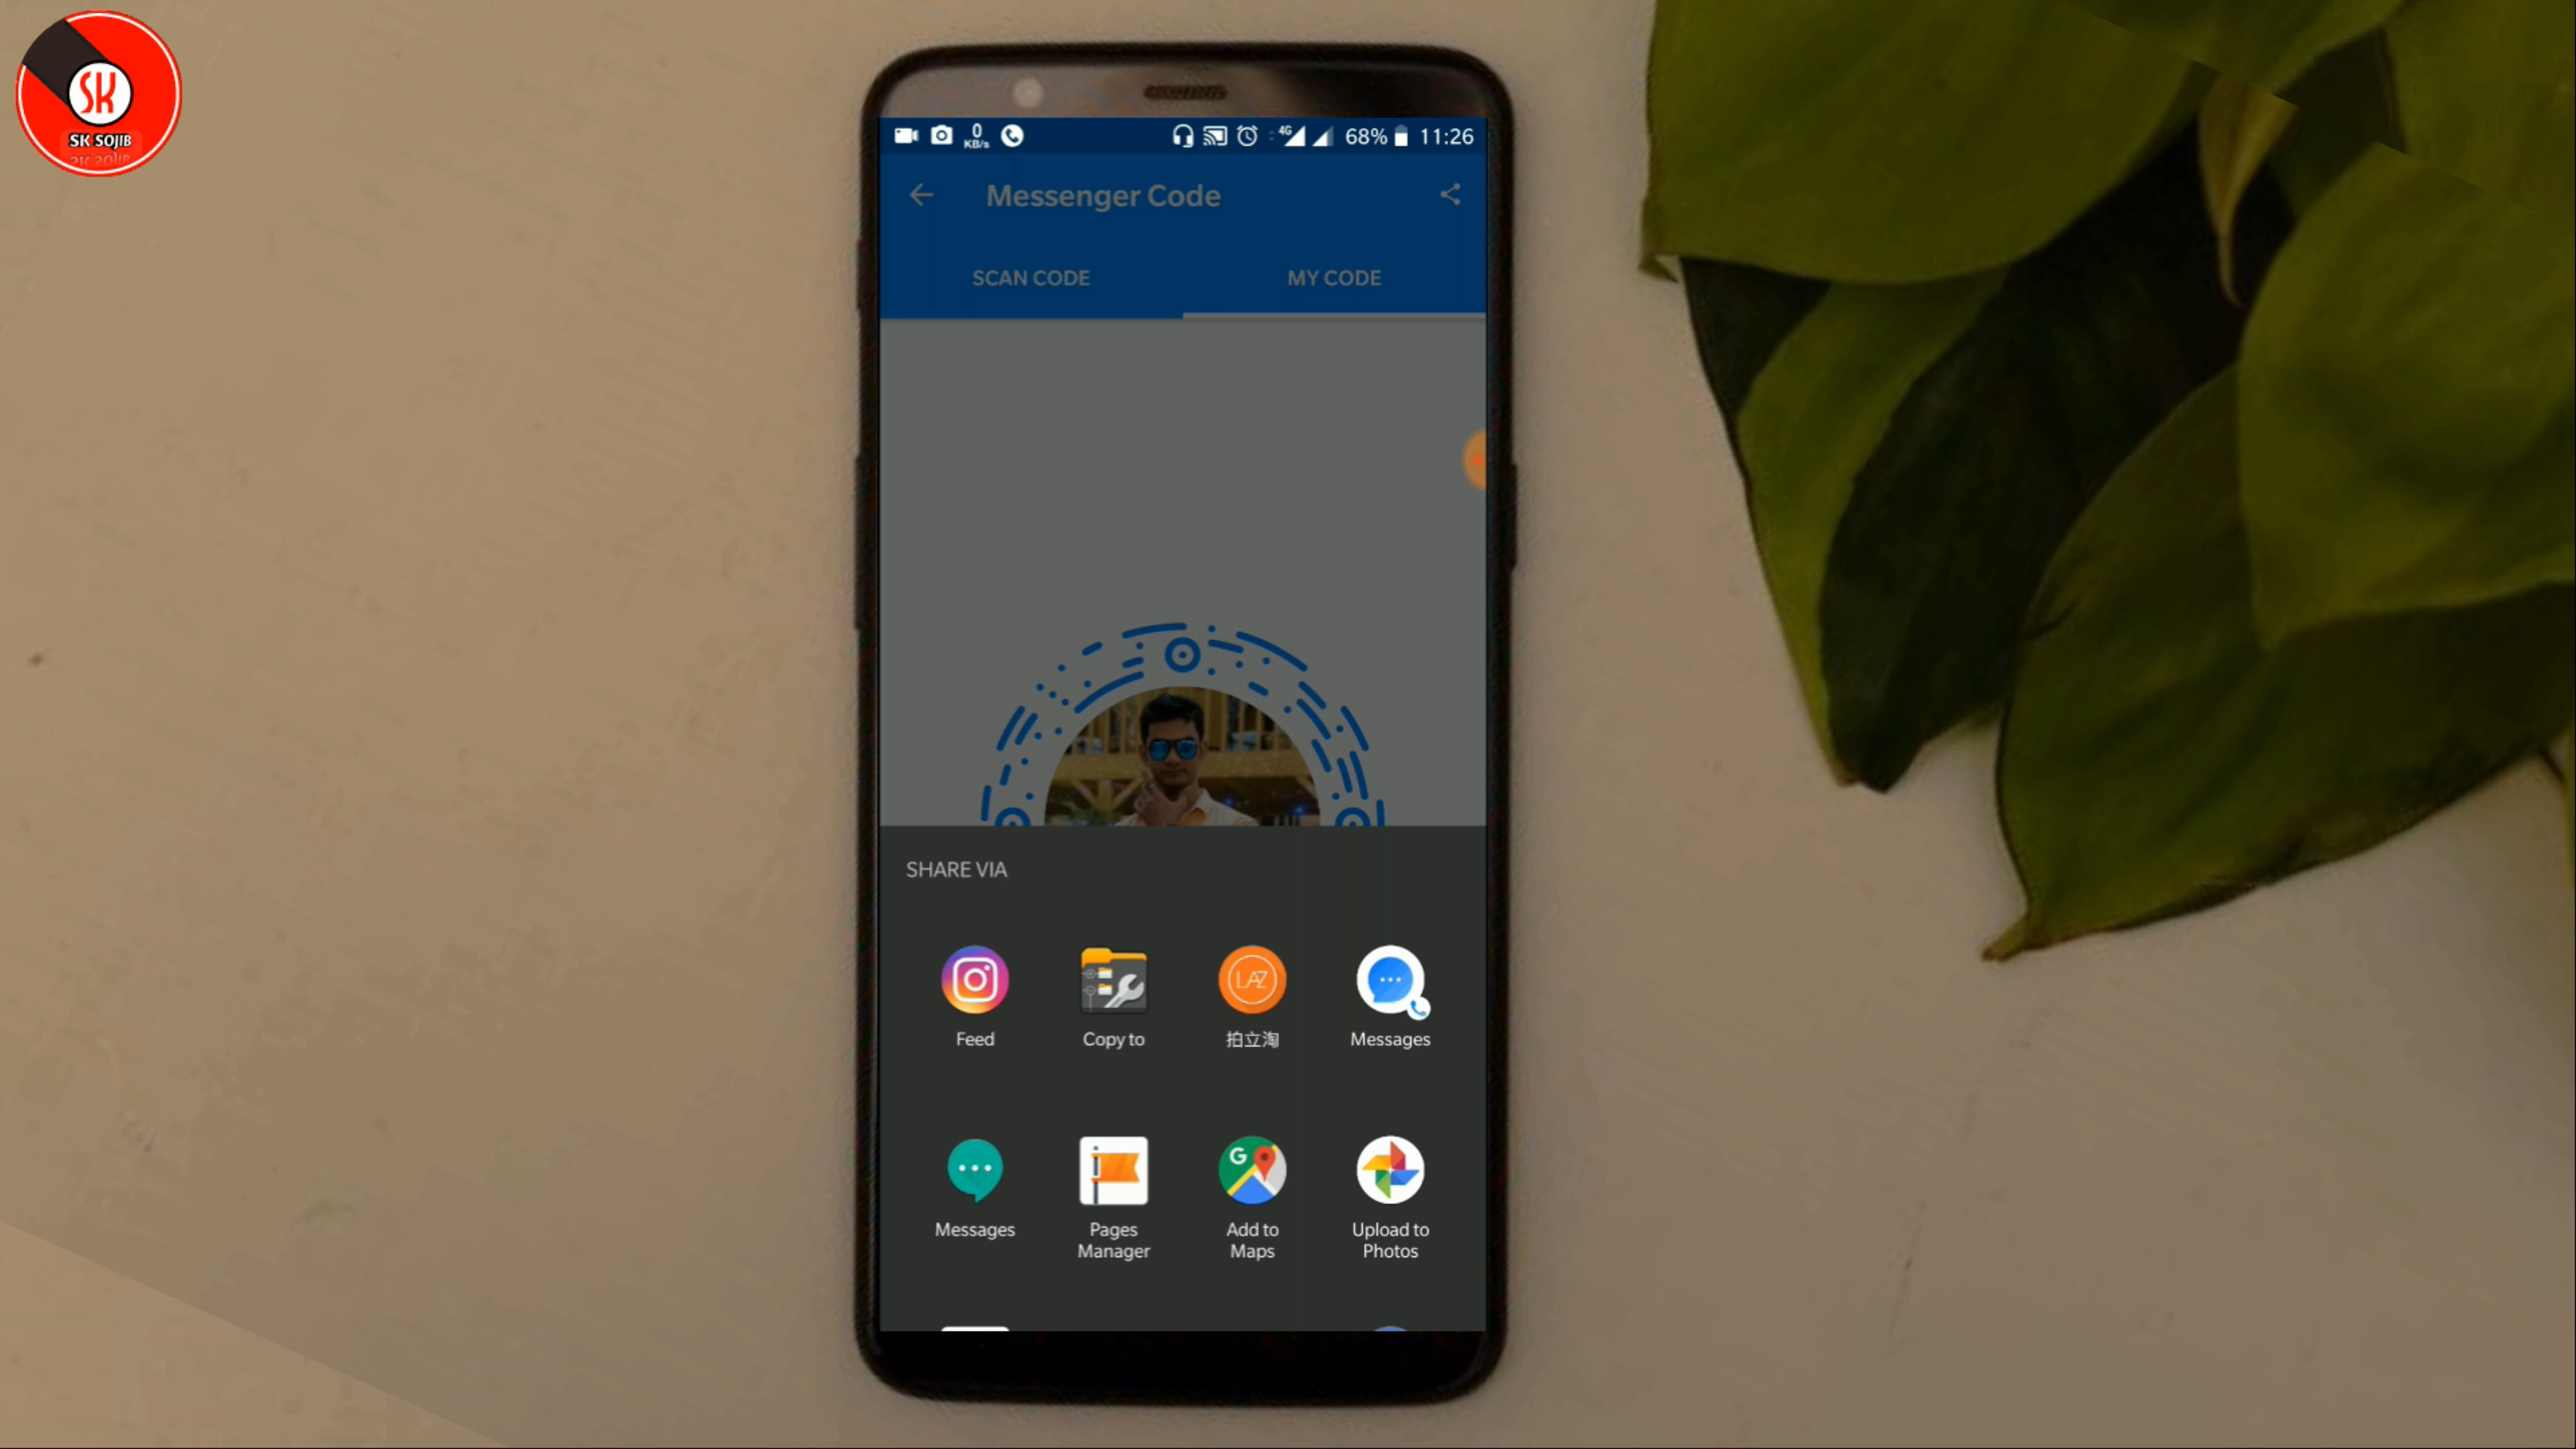 SK
SK SOJIB
0
KB/s
4G
68%
11:26
Messenger Code
SCAN CODE
MY CODE
SHARE VIA
Feed
Copy to
LAZ
拍立淘
Messages
Messages
Pages
Manager
G
Add to
Maps
Upload to
Photos